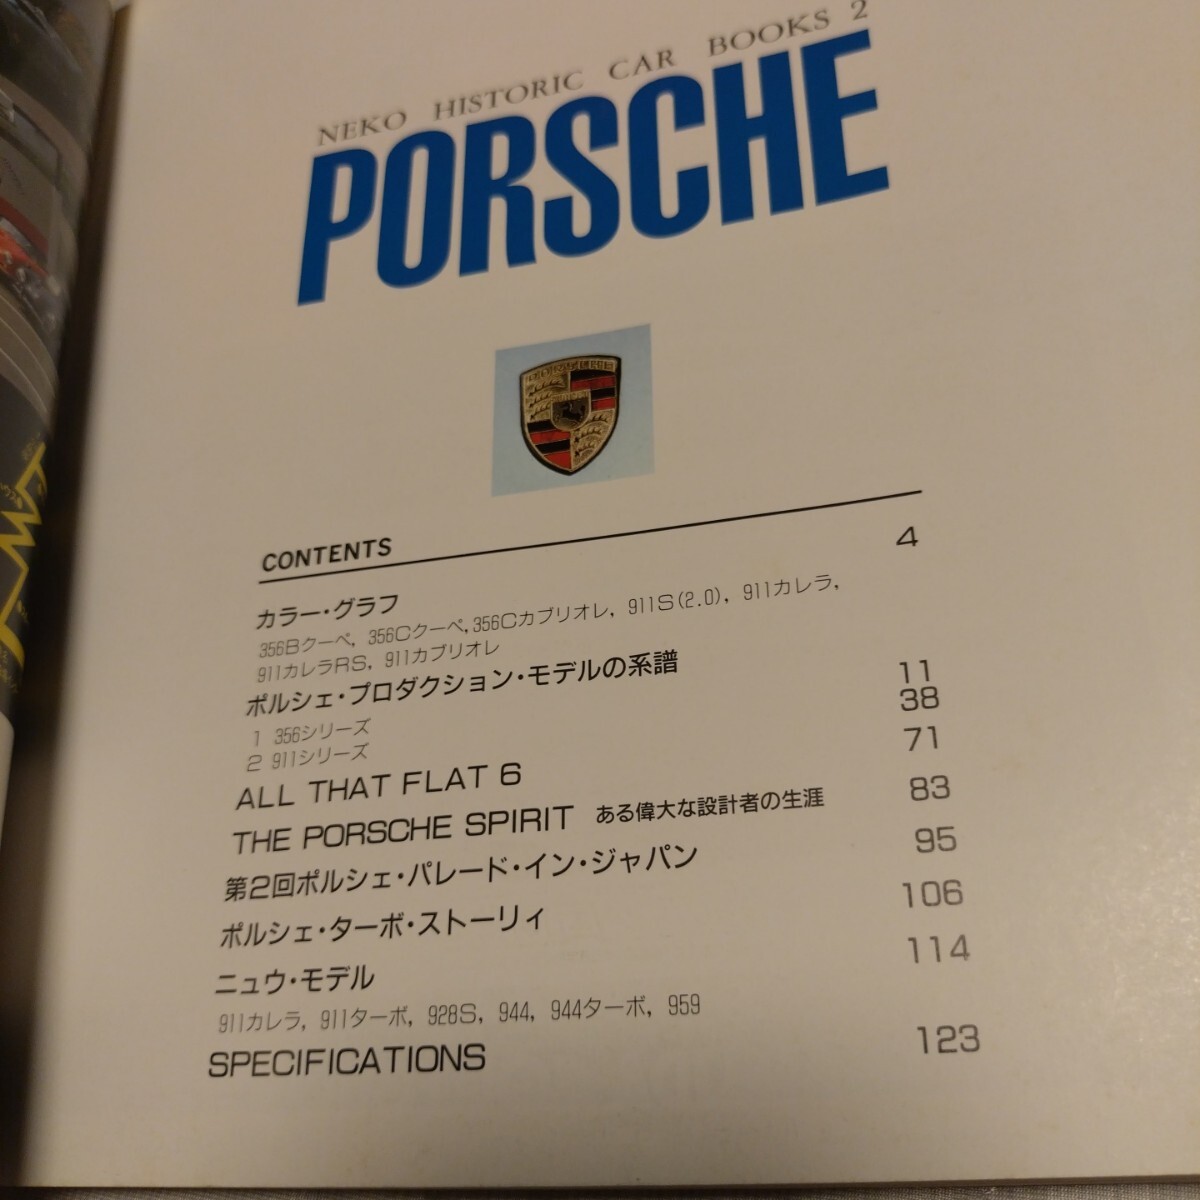 NEKO HISTORIC CAR BOOKS 2
PORSCHE
PORSCHE
CONTENTS
カラー・グラフ 4
356Bクーペ, 356Cクーペ, 356Cカブリオレ, 911S(2.0), 911カレラ,
911カレラRS, 911カブリオレ
ポルシェ・プロダクション・モデルの系譜
1 356シリーズ 11
2 911シリーズ 38
ALL THAT FLAT 6 71
THE PORSCHE SPIRIT ある偉大な設計者の生涯 83
第2回ポルシェ・パレード・イン・ジャパン 95
ポルシェ・ターボ・ストーリィ 106
ニュウ・モデル 114
911カレラ, 911ターボ, 928S, 944, 944ターボ, 959
SPECIFICATIONS 123